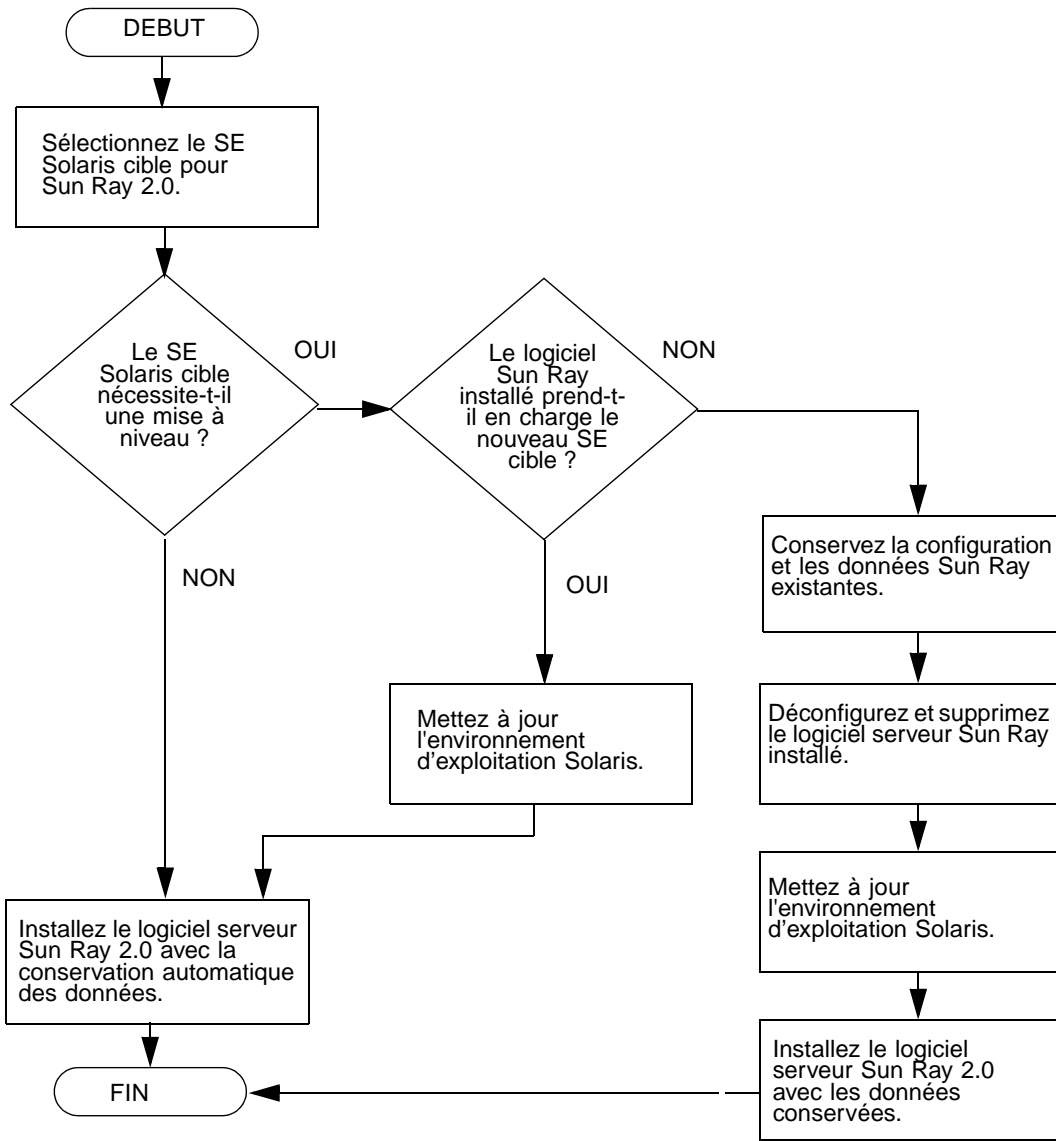 DEBUT
Sélectionnez le SE
Solaris cible pour
Sun Ray 2.0.
Le SE
Solaris cible
nécessite-t-il
une mise à
niveau ?
OUI
Le logiciel
Sun Ray
installé prend-t-
il en charge le
nouveau SE
cible ?
NON
NON
OUI
Conservez la configuration
et les données Sun Ray
existantes.
Mettez à jour
l'environnement
d'exploitation Solaris.
Déconfigurez et supprimez
le logiciel serveur Sun Ray
installé.
Mettez à jour
l'environnement
d'exploitation Solaris.
Installez le logiciel serveur
Sun Ray 2.0 avec la
conservation automatique
des données.
Installez le logiciel
serveur Sun Ray 2.0
avec les données
conservées.
FIN